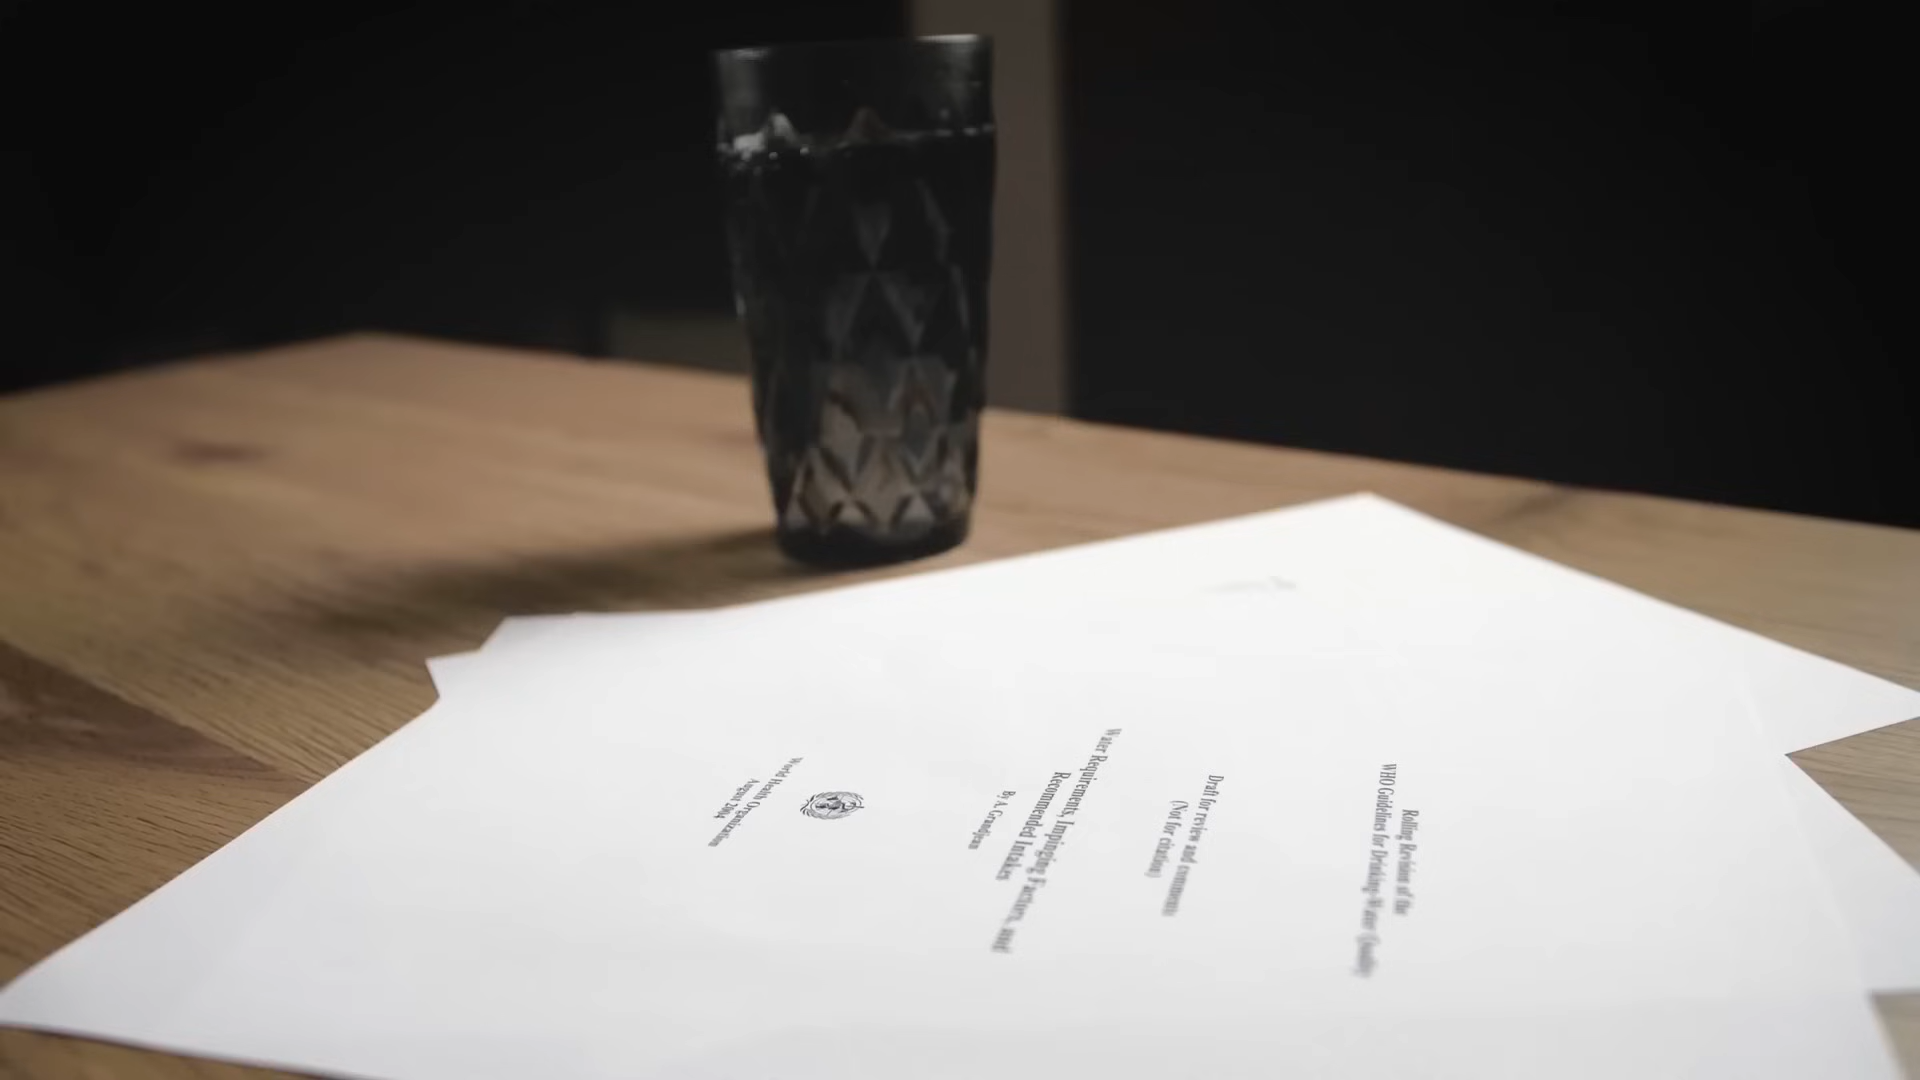 Rolling Revision of the
WHO Guidelines for Drinking-Water Quality
Draft for review and comments
(Not for citation)
Water Requirements, Impinging Factors, and
Recommended Intakes
By A. Grandjean
World Health Organization
August 2004